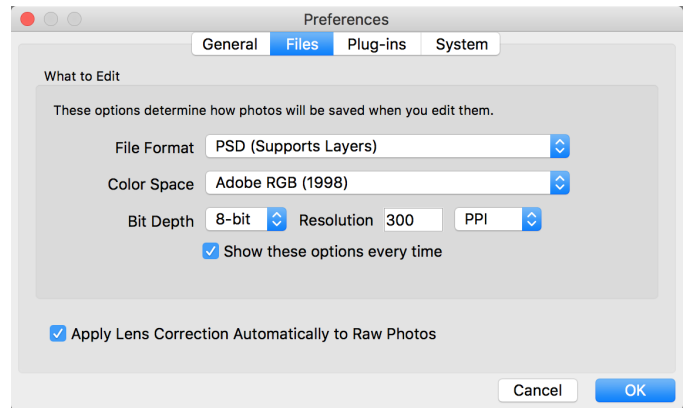 Preferences
General Files Plug-ins System
What to Edit
These options determine how photos will be saved when you edit them.
File Format PSD (Supports Layers)
Color Space Adobe RGB (1998)
Bit Depth 8-bit Resolution 300 PPI
Show these options every time
Apply Lens Correction Automatically to Raw Photos
Cancel OK